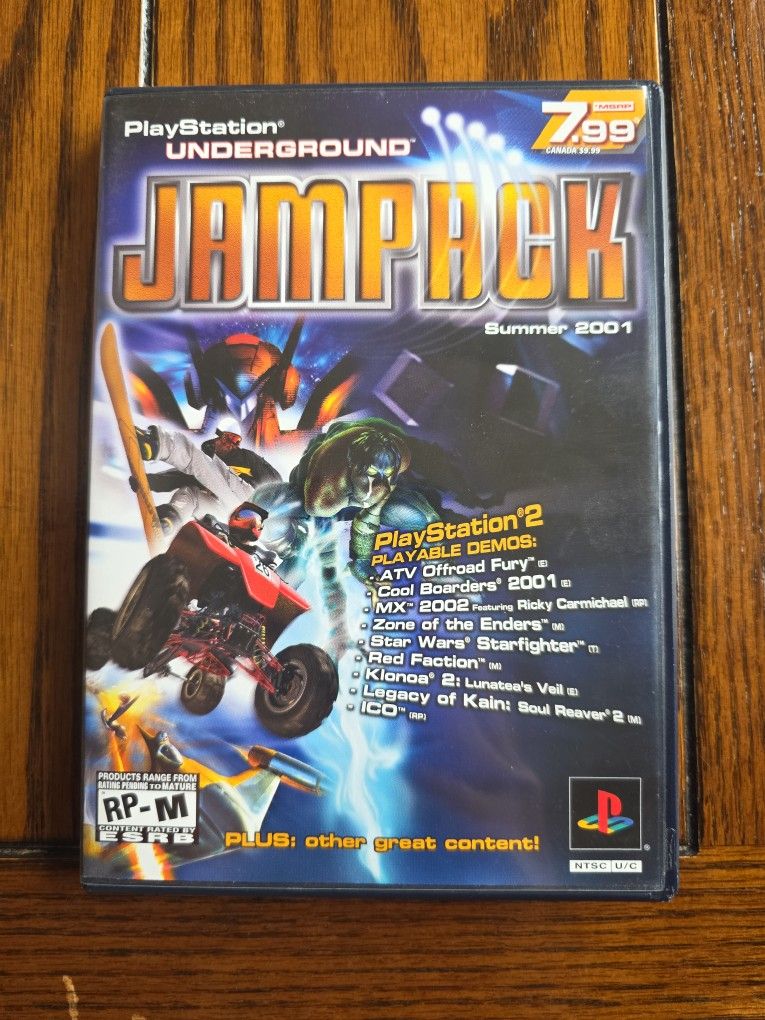 PlayStation®
UNDERGROUND™
*MSRP
7.99
CANADA $9.99
JAMPACK
Summer 2001
PlayStation®2
PLAYABLE DEMOS:
· ATV Offroad Fury™ (E)
· Cool Boarders® 2001 (E)
· MX™ 2002 Featuring Ricky Carmichael (RP)
· Zone of the Enders™ (M)
· Star Wars® Starfighter™ (T)
· Red Faction™ (M)
· Klonoa® 2: Lunatea's Veil (E)
· Legacy of Kain: Soul Reaver®2 (M)
· ICO™ (RP)
PRODUCTS RANGE FROM
RATING PENDING TO MATURE
RP-M
CONTENT RATED BY
ESRB
PLUS: other great content!
®
NTSC U/C